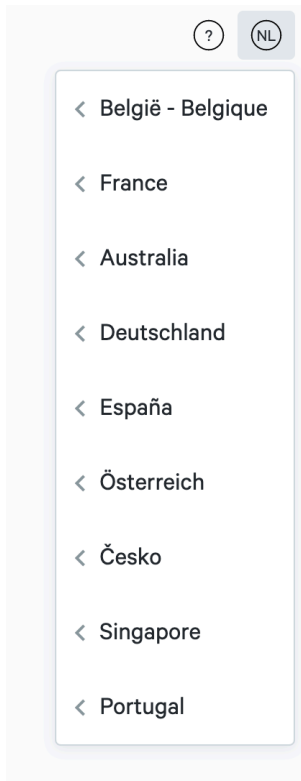 ? NL
België - Belgique
France
Australia
Deutschland
España
Österreich
Česko
Singapore
Portugal